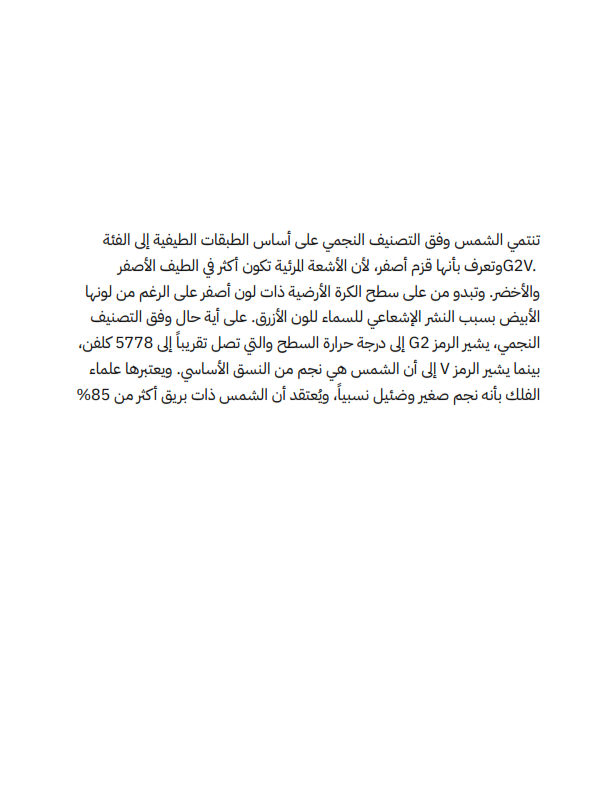 تنتمي الشمس وفق التصنيف النجمي على أساس الطبقات الطيفية إلى الفئة
.G2Vوتعرف بأنها قزم أصفر، لأن الأشعة المرئية تكون أكثر في الطيف الأصفر
والأخضر. وتبدو من على سطح الكرة الأرضية ذات لون أصفر على الرغم من لونها
الأبيض بسبب النشر الإشعاعي للسماء للون الأزرق. على أية حال وفق التصنيف
النجمي، يشير الرمز G2 إلى درجة حرارة السطح والتي تصل تقريباً إلى 5778 كلفن،
بينما يشير الرمز V إلى أن الشمس هي نجم من النسق الأساسي. ويعتبرها علماء
الفلك بأنه نجم صغير وضئيل نسبياً، ويُعتقد أن الشمس ذات بريق أكثر من 85%